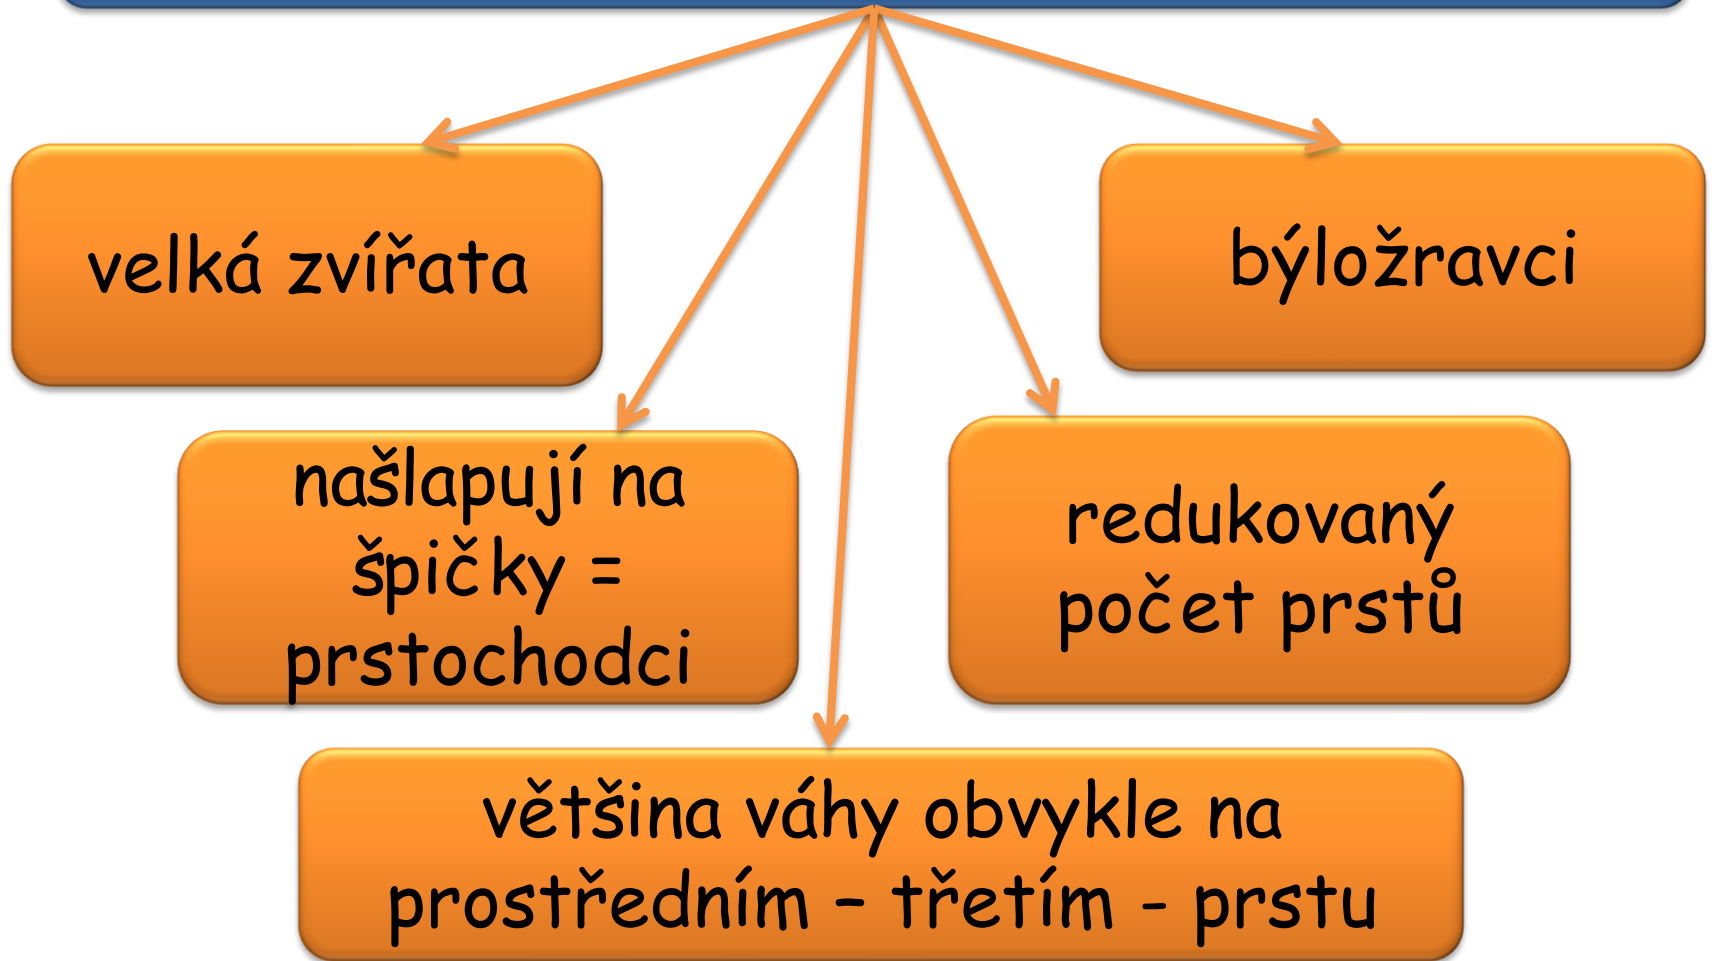 velká zvířata
býložravci
našlapují na
špičky =
prstochodci
redukovaný
počet prstů
většina váhy obvykle na
prostředním – třetím - prstu